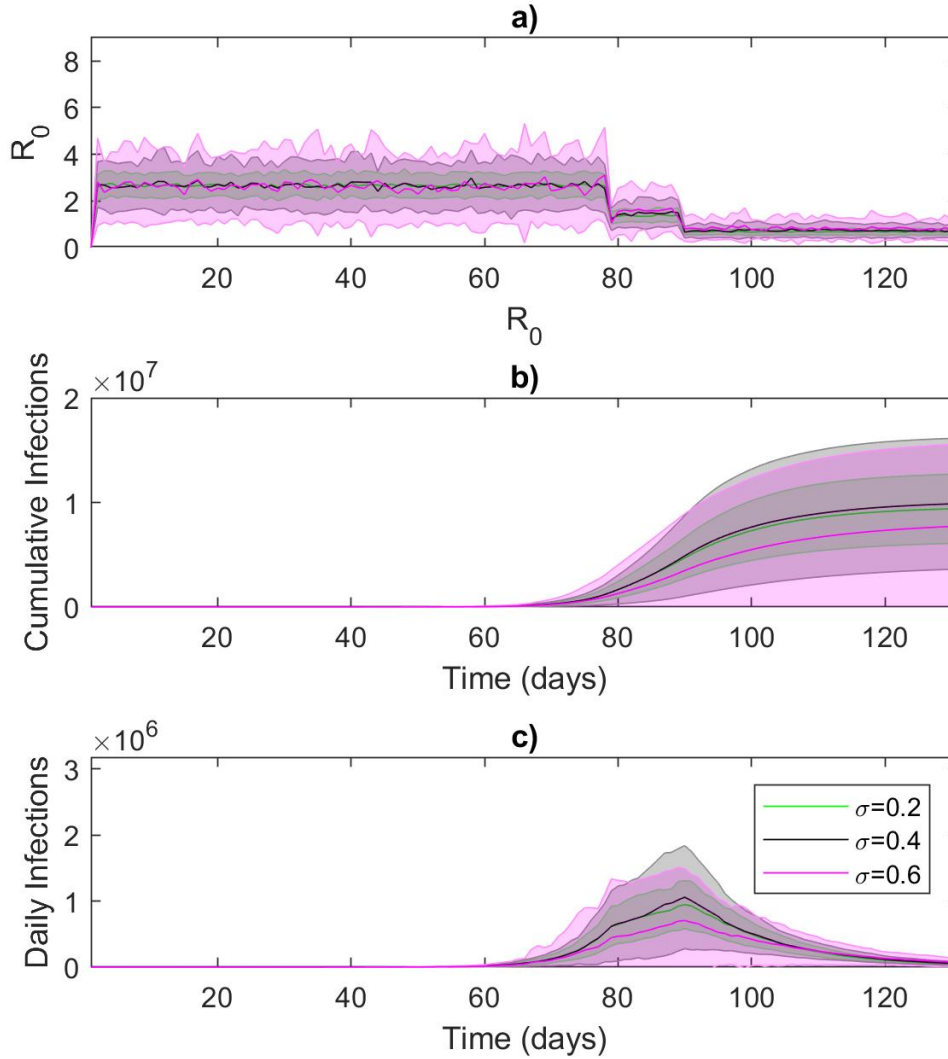 a)
8
6
4
2
0
R0
20 40 60 80 100 120
R0
b)
×10^7
2
1
0
Cumulative Infections
20 40 60 80 100 120
Time (days)
c)
×10^6
3
2
1
0
Daily Infections
σ=0.2
σ=0.4
σ=0.6
20 40 60 80 100 120
Time (days)